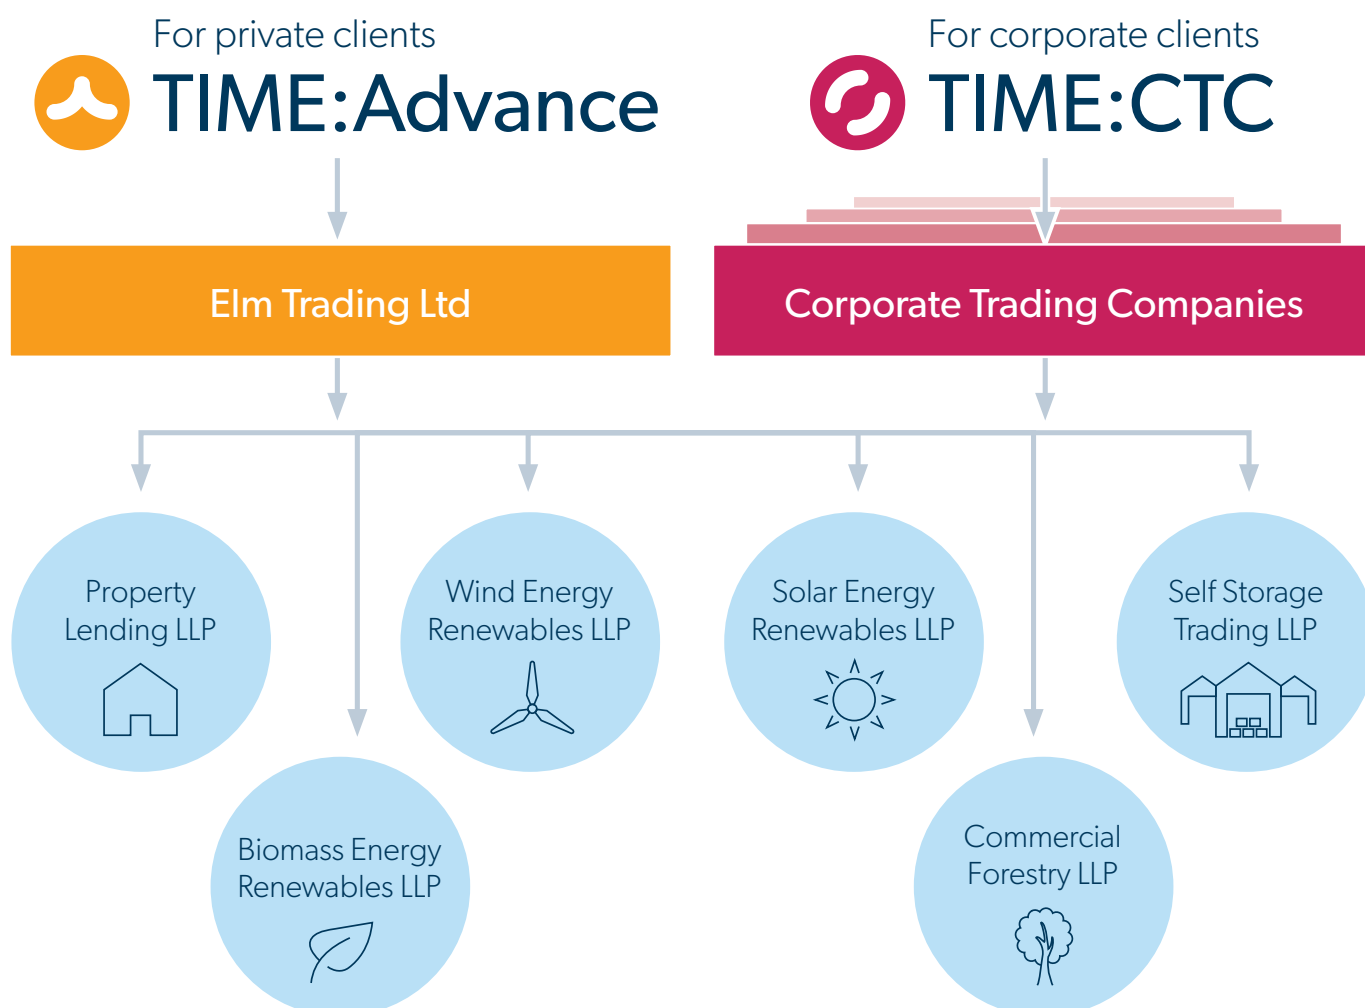 For private clients
TIME:Advance
For corporate clients
TIME:CTC
Elm Trading Ltd
Corporate Trading Companies
Property
Lending LLP
Wind Energy
Renewables LLP
Solar Energy
Renewables LLP
Self Storage
Trading LLP
Biomass Energy
Renewables LLP
Commercial
Forestry LLP